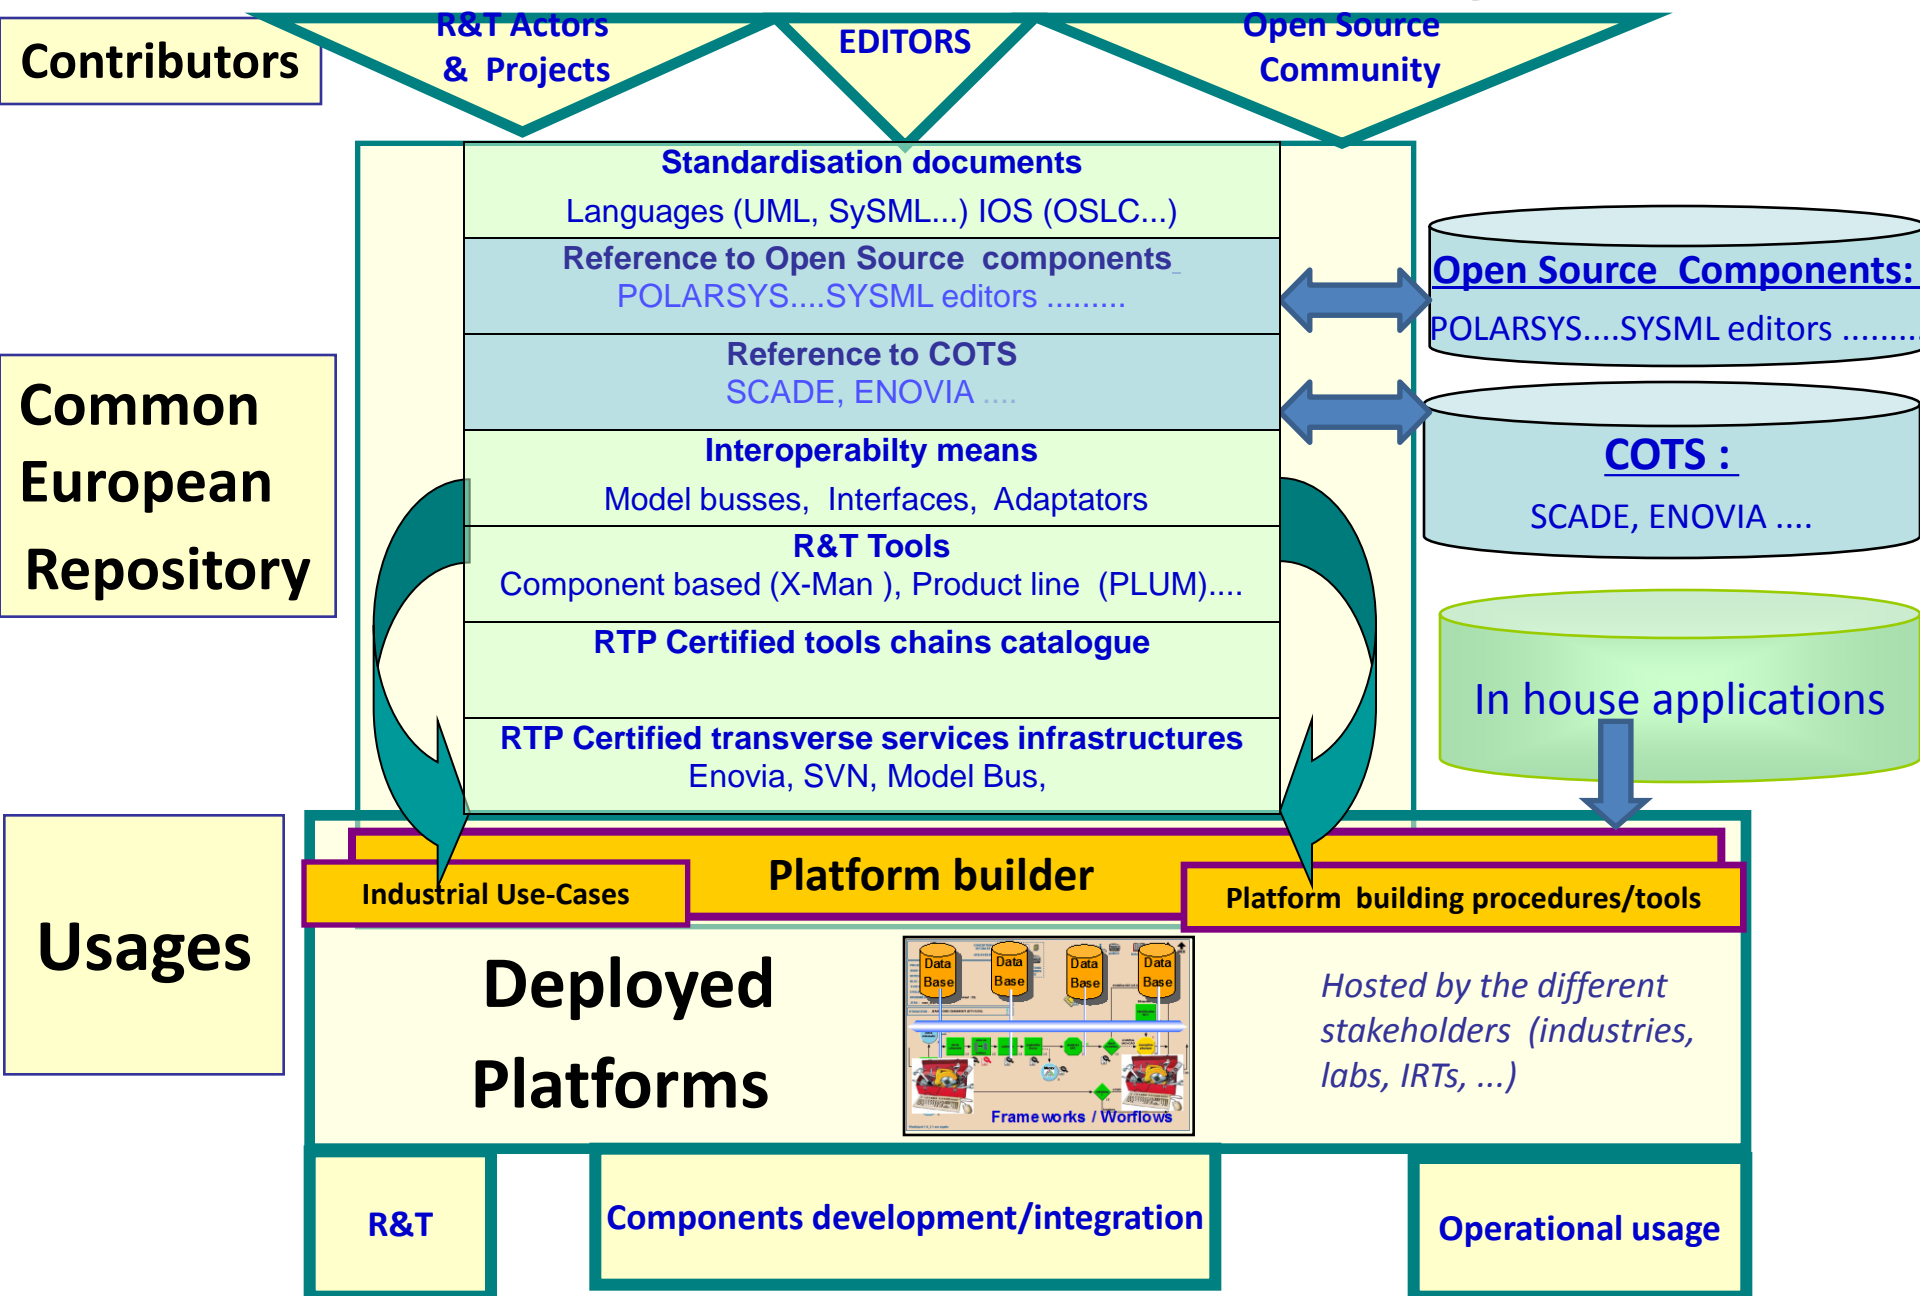 R&T Actors
& Projects
EDITORS
Open Source
Community
Contributors
Standardisation documents
Languages (UML, SySML...) IOS (OSLC...)
Reference to Open Source components
POLARSYS....SYSML editors .........
Reference to COTS
SCADE, ENOVIA ....
Interoperabilty means
Model busses, Interfaces, Adaptators
R&T Tools
Component based (X-Man ), Product line (PLUM)....
RTP Certified tools chains catalogue
RTP Certified transverse services infrastructures
Enovia, SVN, Model Bus,
Common
European
Repository
Open Source Components:
POLARSYS....SYSML editors .........
COTS :
SCADE, ENOVIA ....
In house applications
Usages
Platform builder
Industrial Use-Cases
Platform building procedures/tools
Deployed
Platforms
Data
Base
Data
Base
Data
Base
Data
Base
Frameworks / Worflows
Hosted by the different
stakeholders (industries,
labs, IRTs, ...)
R&T
Components development/integration
Operational usage